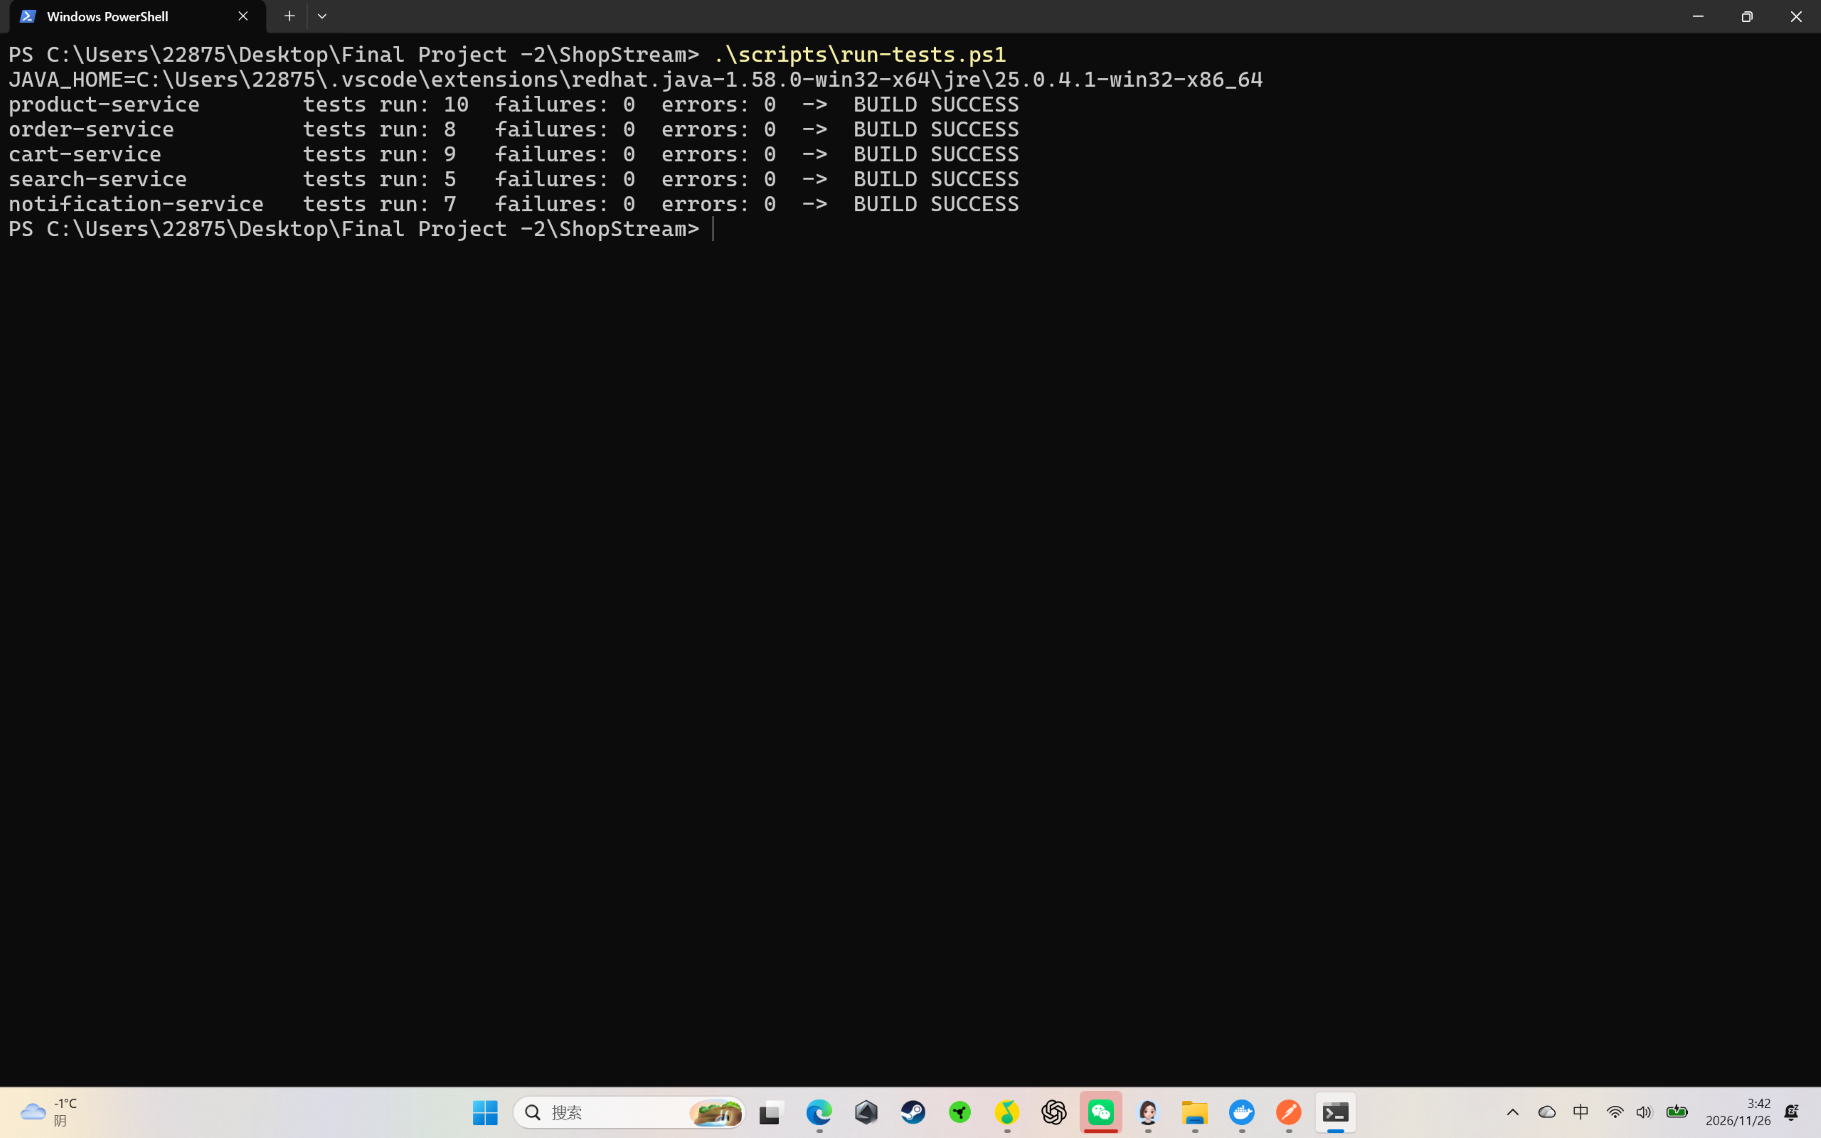 Windows PowerShell
PS C:\Users\22875\Desktop\Final Project -2\ShopStream> .\scripts\run-tests.ps1
JAVA_HOME=C:\Users\22875\.vscode\extensions\redhat.java-1.58.0-win32-x64\jre\25.0.4.1-win32-x86_64
product-service        tests run: 10  failures: 0  errors: 0  ->  BUILD SUCCESS
order-service          tests run: 8   failures: 0  errors: 0  ->  BUILD SUCCESS
cart-service           tests run: 9   failures: 0  errors: 0  ->  BUILD SUCCESS
search-service         tests run: 5   failures: 0  errors: 0  ->  BUILD SUCCESS
notification-service   tests run: 7   failures: 0  errors: 0  ->  BUILD SUCCESS
PS C:\Users\22875\Desktop\Final Project -2\ShopStream>
-1°C
阴
搜索
中
3:42
2026/11/26